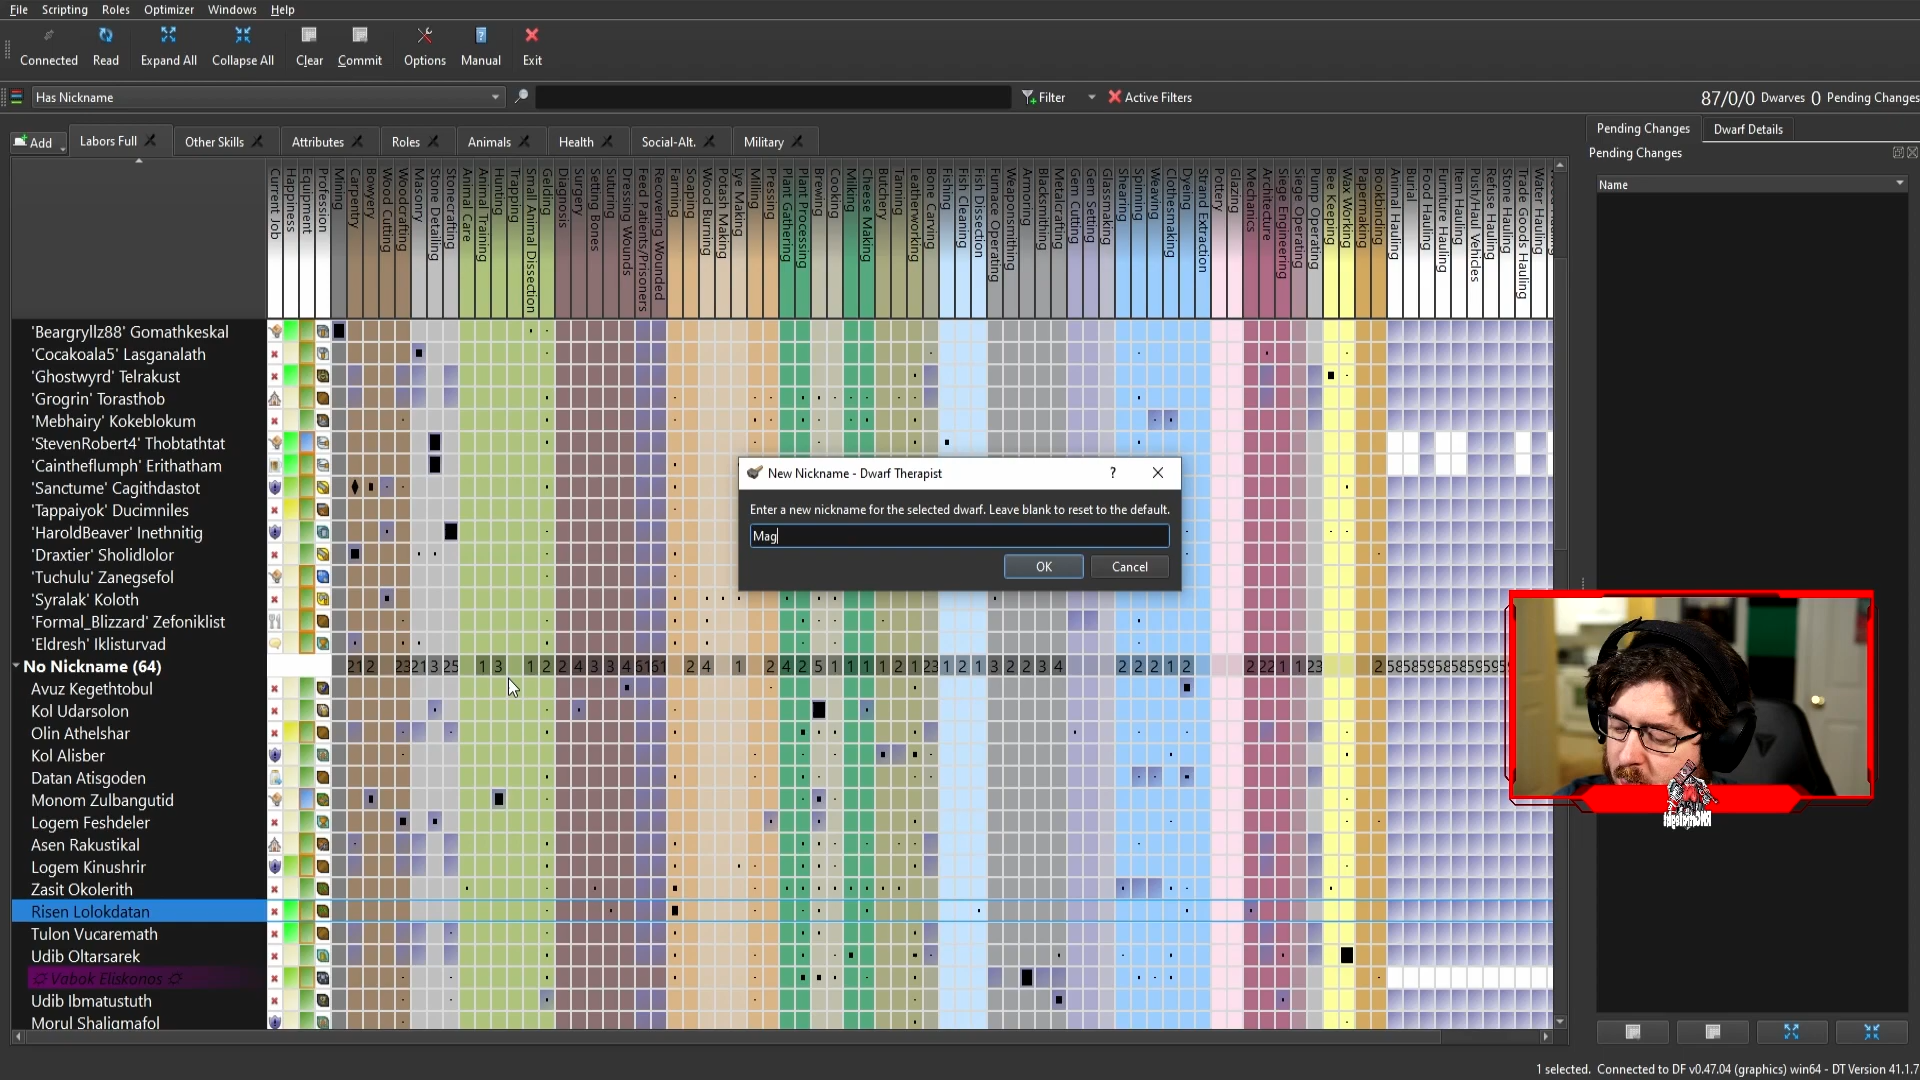 File Scripting Roles Optimizer Windows Help
Connected Read Expand All Collapse All Clear Commit Options Manual Exit
Has Nickname Filter Active Filters 87/0/0 Dwarves 0 Pending Changes
Add Labors Full Other Skills Attributes Roles Animals Health Social-Alt. Military
Pending Changes Dwarf Details
Pending Changes
Name
Current Job
Happiness
Equipment
Profession
Mining
Carpentry
Bowyery
Wood Cutting
Woodcrafting
Masonry
Stone Detailing
Stonecrafting
Animal Care
Animal Training
Hunting
Trapping
Small Animal Dissection
Gelding
Diagnosis
Surgery
Setting Bones
Suturing
Dressing Wounds
Feed Patients/Prisoners
Recovering Wounded
Farming
Soaping
Wood Burning
Potash Making
Lye Making
Milling
Pressing
Plant Gathering
Plant Processing
Brewing
Cooking
Milking
Cheese Making
Butchery
Tanning
Leatherworking
Bone Carving
Fishing
Fish Cleaning
Fish Dissection
Furnace Operating
Weaponsmithing
Armoring
Blacksmithing
Metalcrafting
Gem Cutting
Gem Setting
Glassmaking
Shearing
Spinning
Weaving
Clothesmaking
Dyeing
Strand Extraction
Pottery
Glazing
Mechanics
Architecture
Siege Engineering
Siege Operating
Pump Operating
Bee Keeping
Wax Working
Papermaking
Bookbinding
Animal Hauling
Burial
Food Hauling
Furniture Hauling
Item Hauling
Push/Haul Vehicles
Refuse Hauling
Stone Hauling
Trade Goods Hauling
Water Hauling
Wood Hauling
'Beargryllz88' Gomathkeskal
'Cocakoala5' Lasganalath
'Ghostwyrd' Telrakust
'Grogrin' Torasthob
'Mebhairy' Kokeblokum
'StevenRobert4' Thobtathtat
'Caintheflumph' Erithatham
'Sanctume' Cagithdastot
'Tappaiyok' Ducimniles
'HaroldBeaver' Inethnitig
'Draxtier' Sholidlolor
'Tuchulu' Zanegsefol
'Syralak' Koloth
'Formal_Blizzard' Zefoniklist
'Eldresh' Iklisturvad
New Nickname - Dwarf Therapist ?
Enter a new nickname for the selected dwarf. Leave blank to reset to the default.
Mag
OK Cancel
No Nickname (64)
Avuz Kegethtobul
Kol Udarsolon
Olin Athelshar
Kol Alisber
Datan Atisgoden
Monom Zulbangutid
Logem Feshdeler
Asen Rakustikal
Logem Kinushrir
Zasit Okolerith
Risen Lolokdatan
Tulon Vucaremath
Udib Oltarsarek
Vabok Eliskonos
Udib Ibmatustuth
Morul Shaligmafol
1 selected. Connected to DF v0.47.04 (graphics) win64 - DT Version 41.1.7